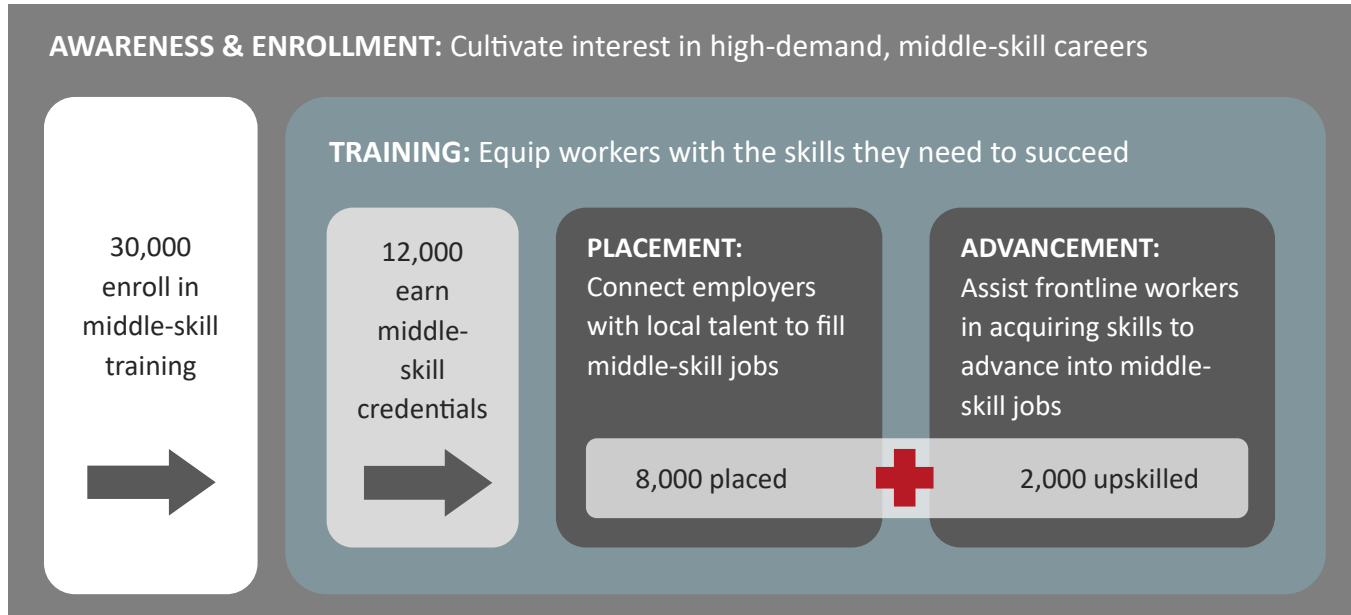 AWARENESS & ENROLLMENT: Cultivate interest in high-demand, middle-skill careers
30,000
enroll in
middle-skill
training
TRAINING: Equip workers with the skills they need to succeed
12,000
earn
middle-
skill
credentials
PLACEMENT:
Connect employers
with local talent to fill
middle-skill jobs
8,000 placed
ADVANCEMENT:
Assist frontline workers
in acquiring skills to
advance into middle-
skill jobs
2,000 upskilled